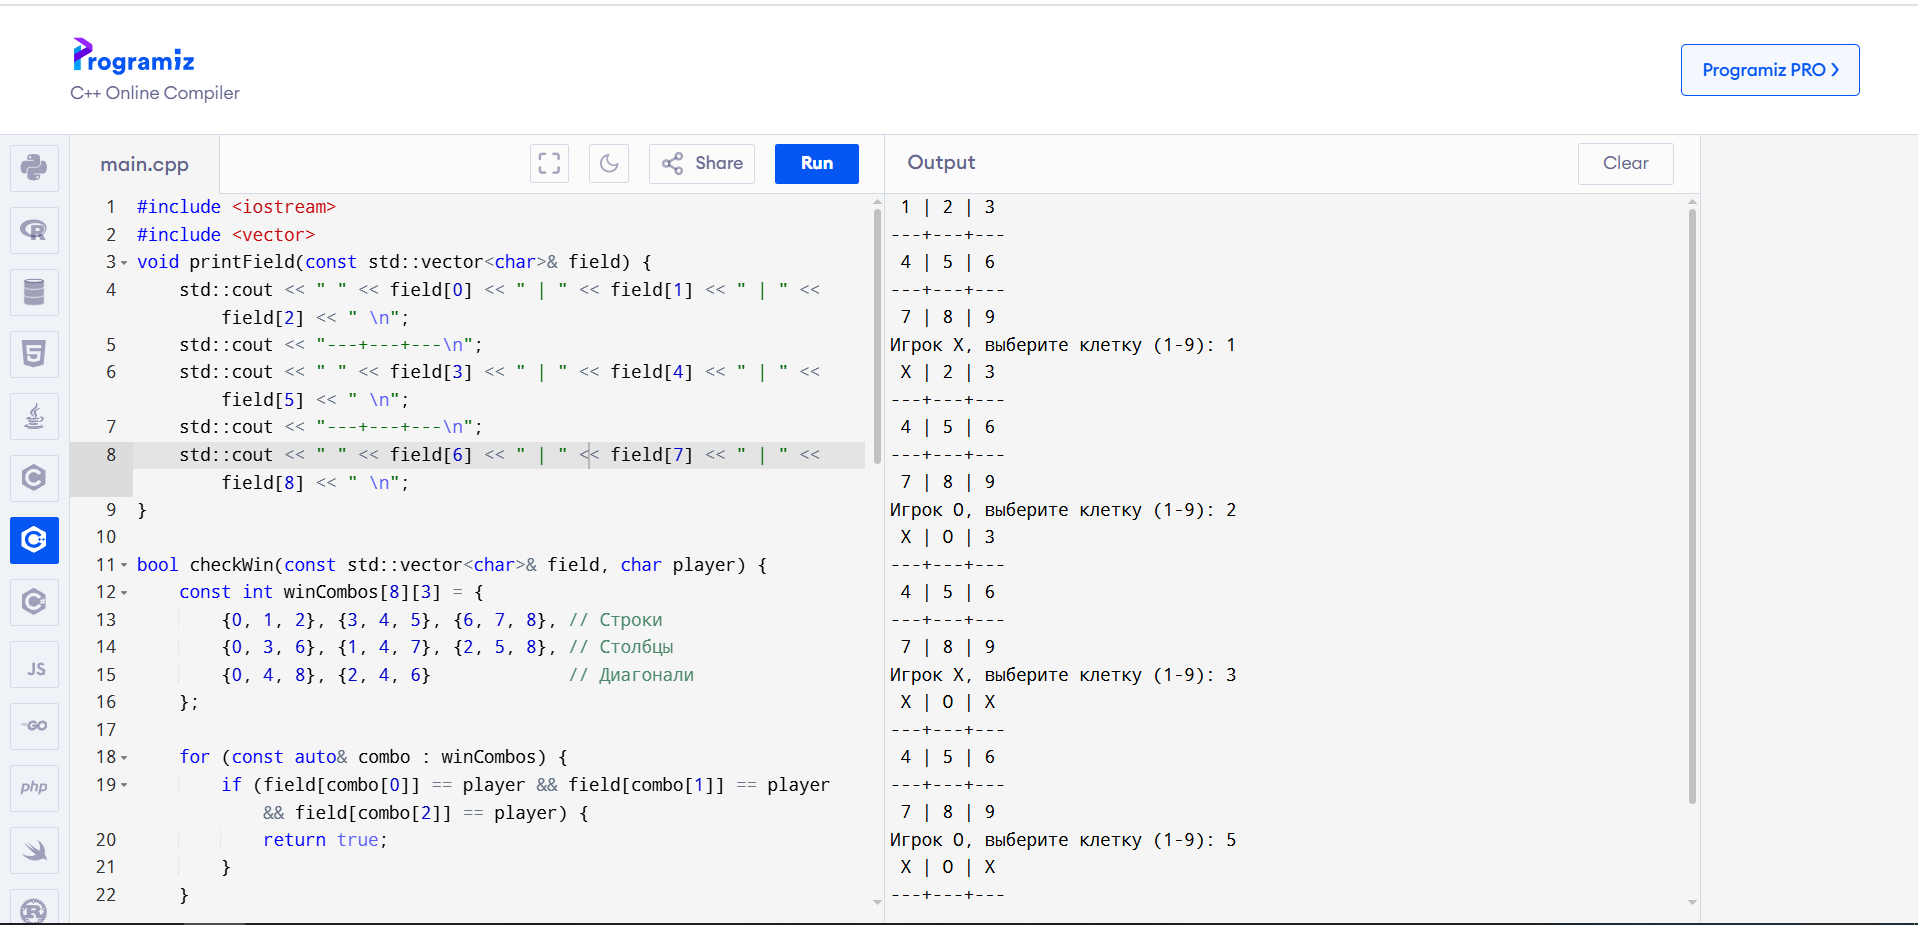 Programiz
C++ Online Compiler
Programiz PRO
main.cpp
Share
Run
Output
Clear
1 #include <iostream>
2 #include <vector>
3 void printField(const std::vector<char>& field) {
4     std::cout << " " << field[0] << " | " << field[1] << " | " <<
        field[2] << " \n";
5     std::cout << "---+---+---\n";
6     std::cout << " " << field[3] << " | " << field[4] << " | " <<
        field[5] << " \n";
7     std::cout << "---+---+---\n";
8     std::cout << " " << field[6] << " | " << field[7] << " | " <<
        field[8] << " \n";
9 }
10
11 bool checkWin(const std::vector<char>& field, char player) {
12     const int winCombos[8][3] = {
13         {0, 1, 2}, {3, 4, 5}, {6, 7, 8}, // Строки
14         {0, 3, 6}, {1, 4, 7}, {2, 5, 8}, // Столбцы
15         {0, 4, 8}, {2, 4, 6}             // Диагонали
16     };
17
18     for (const auto& combo : winCombos) {
19         if (field[combo[0]] == player && field[combo[1]] == player
            && field[combo[2]] == player) {
20             return true;
21         }
22     }
 1 | 2 | 3
---+---+---
 4 | 5 | 6
---+---+---
 7 | 8 | 9
Игрок X, выберите клетку (1-9): 1
 X | 2 | 3
---+---+---
 4 | 5 | 6
---+---+---
 7 | 8 | 9
Игрок O, выберите клетку (1-9): 2
 X | O | 3
---+---+---
 4 | 5 | 6
---+---+---
 7 | 8 | 9
Игрок X, выберите клетку (1-9): 3
 X | O | X
---+---+---
 4 | 5 | 6
---+---+---
 7 | 8 | 9
Игрок O, выберите клетку (1-9): 5
 X | O | X
---+---+---
R
5
C
C
C
JS
GO
php
R